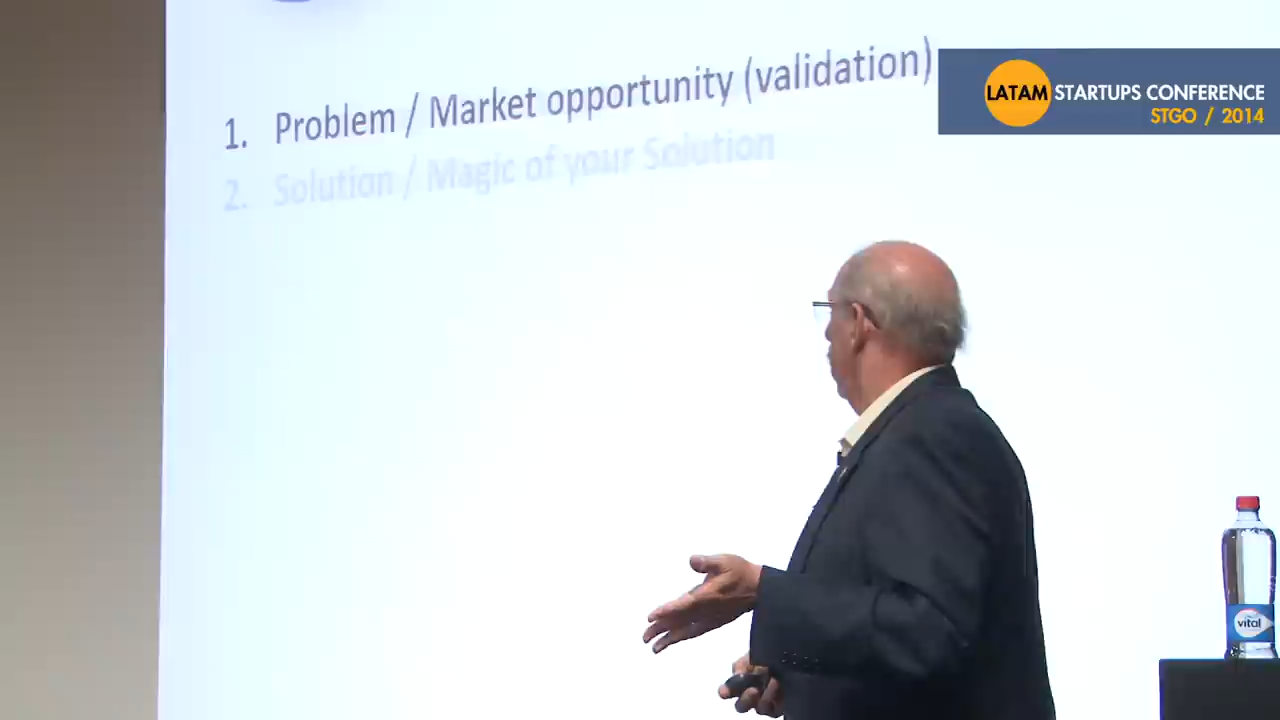 1. Problem / Market opportunity (validation)
2. Solution / Magic of your Solution
LATAM STARTUPS CONFERENCE
STGO / 2014
vital